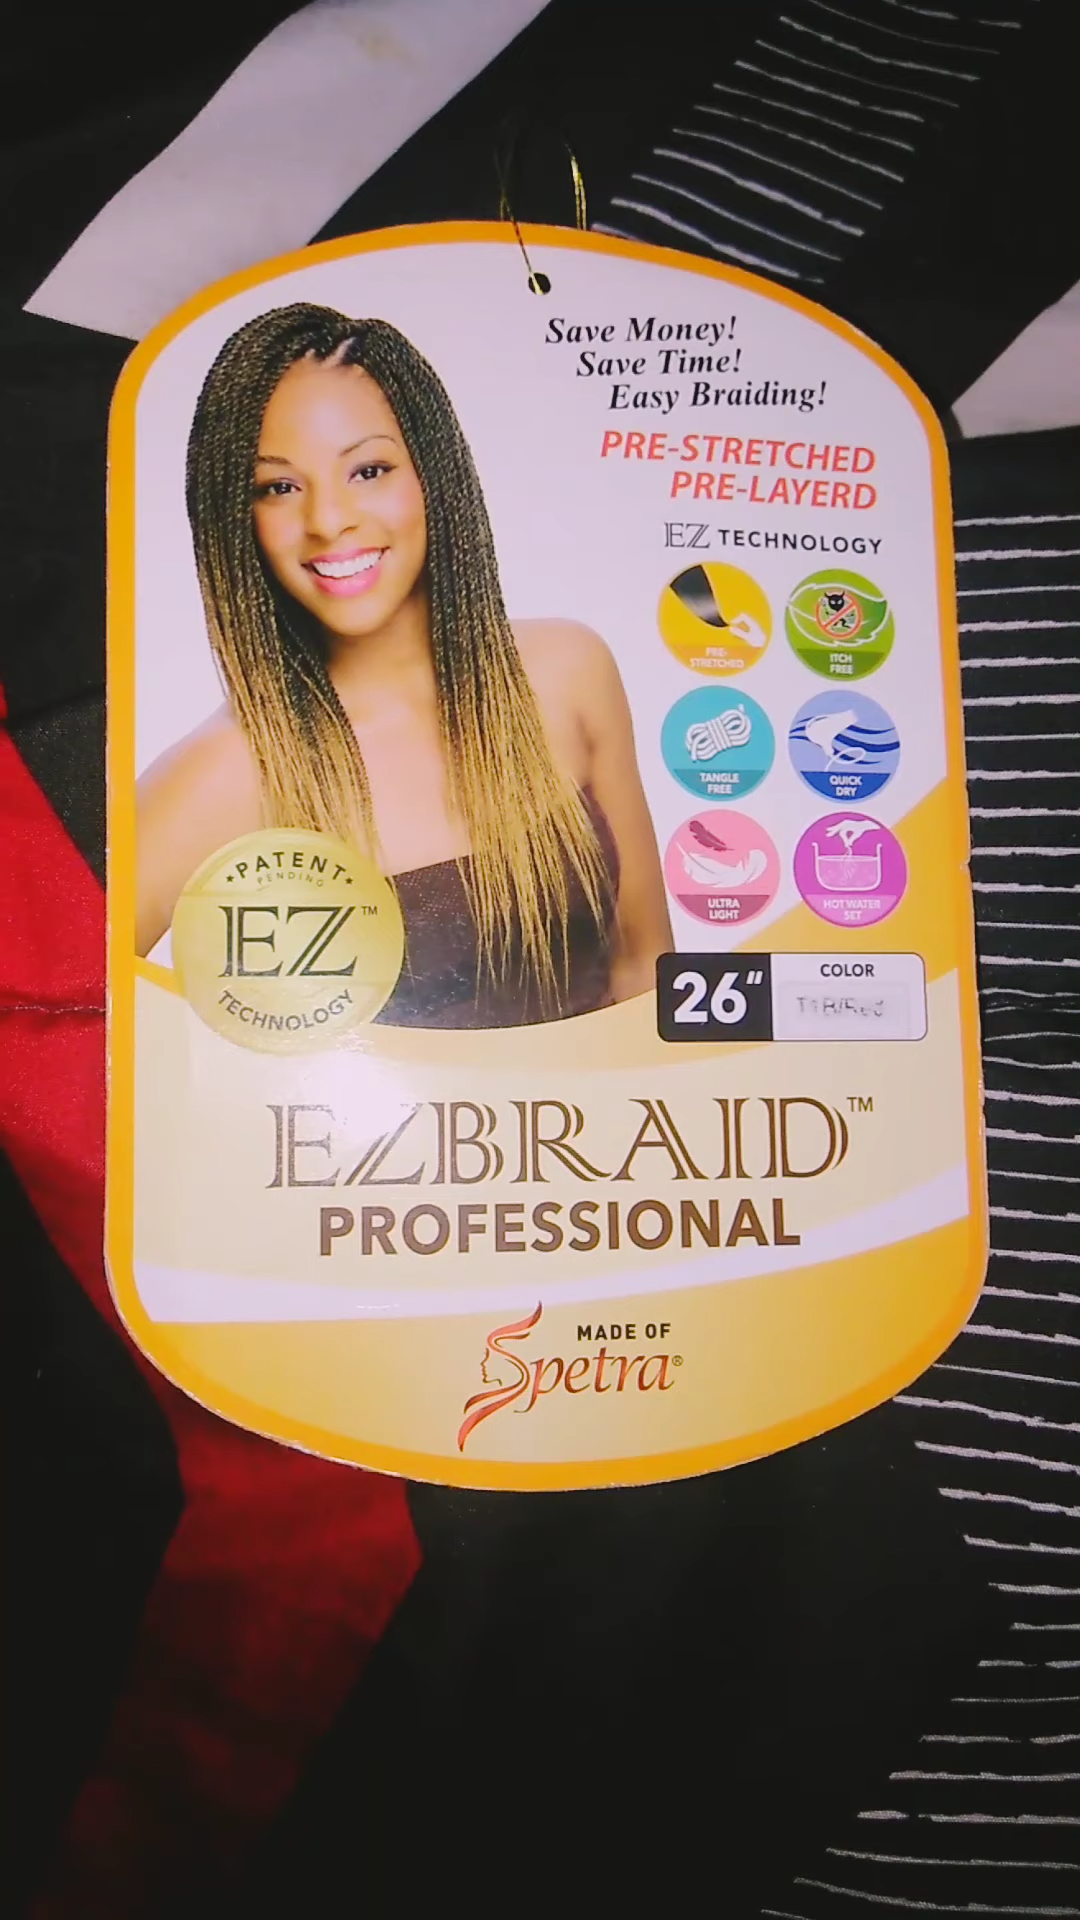 Save Money!
Save Time!
Easy Braiding!
PRE-STRETCHED
PRE-LAYERD
EZ TECHNOLOGY
PRE-
STRETCHED
ITCH
FREE
TANGLE
FREE
QUICK
DRY
ULTRA
LIGHT
HOT WATER
SET
PATENT
PENDING
EZ™
TECHNOLOGY
26"
COLOR
EZBRAID™
PROFESSIONAL
MADE OF
Spetra®